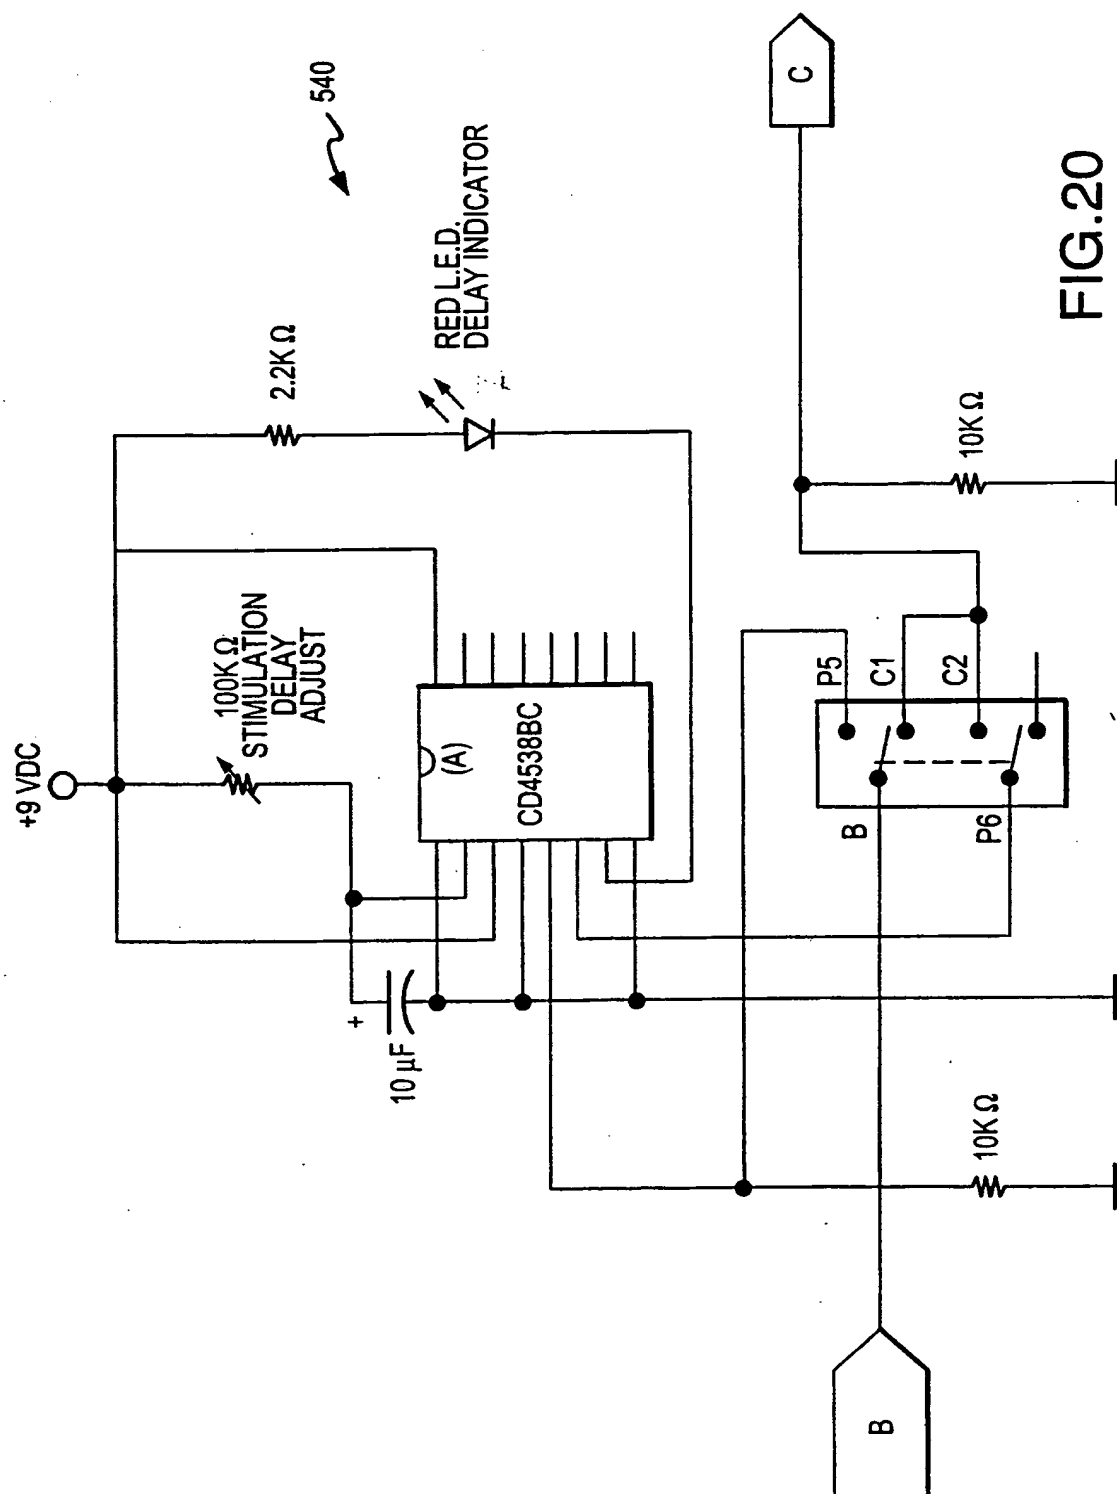 +9 VDC
100K Ω
STIMULATION
DELAY
ADJUST
2.2K Ω
540
RED L.E.D.
DELAY INDICATOR
(A)
CD4538BC
+
10 µF
10K Ω
B
B
P6
P5
C1
C2
10K Ω
C
FIG.20